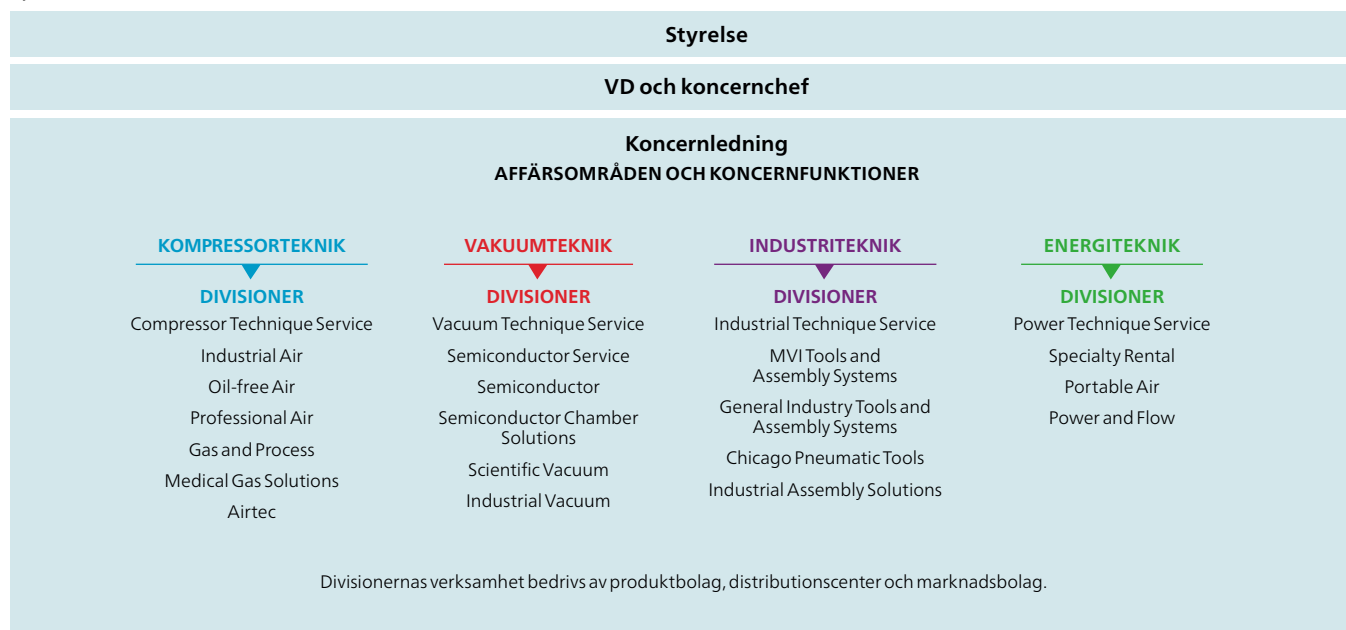 Styrelse
VD och koncernchef
Koncernledning
AFFÄRSOMRÅDEN OCH KONCERNFUNKTIONER
KOMPRESSORTEKNIK
DIVISIONER
Compressor Technique Service
Industrial Air
Oil-free Air
Professional Air
Gas and Process
Medical Gas Solutions
Airtec
VAKUUMTEKNIK
DIVISIONER
Vacuum Technique Service
Semiconductor Service
Semiconductor
Semiconductor Chamber
Solutions
Scientific Vacuum
Industrial Vacuum
INDUSTRITEKNIK
DIVISIONER
Industrial Technique Service
MVI Tools and
Assembly Systems
General Industry Tools and
Assembly Systems
Chicago Pneumatic Tools
Industrial Assembly Solutions
ENERGITEKNIK
DIVISIONER
Power Technique Service
Specialty Rental
Portable Air
Power and Flow
Divisionernas verksamhet bedrivs av produktbolag, distributionscenter och marknadsbolag.